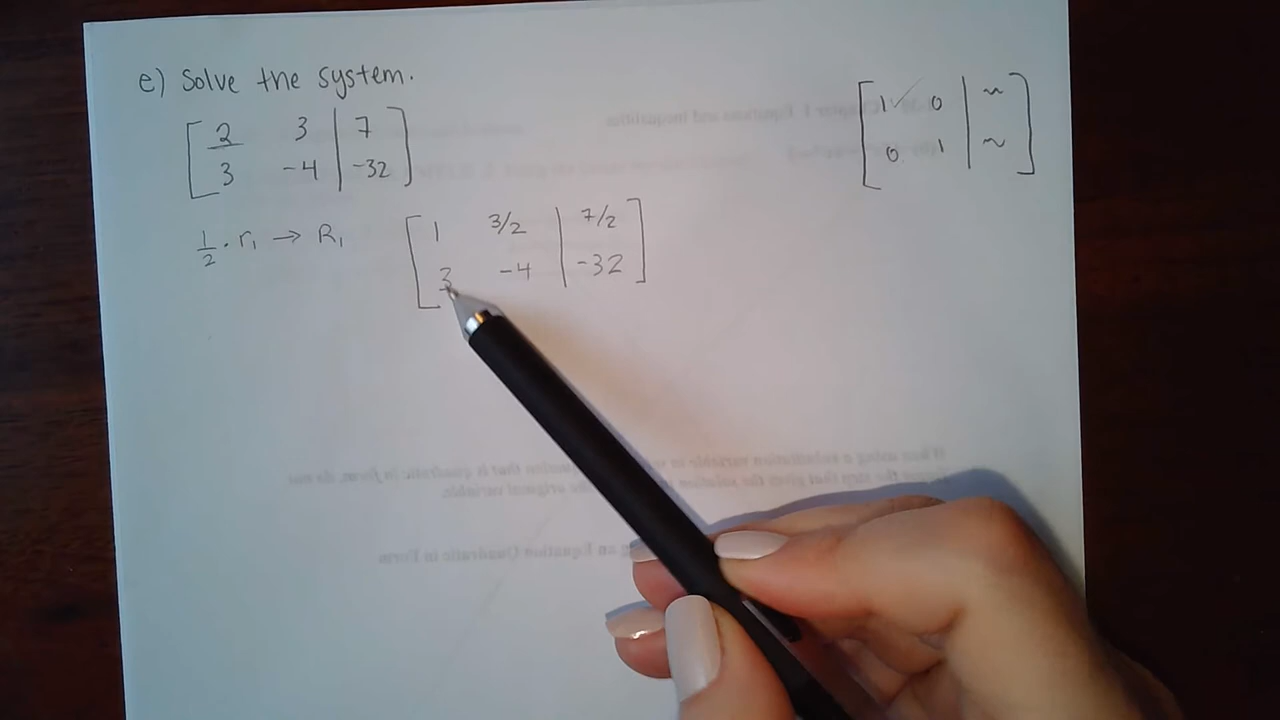 e) Solve the system.
[ 2 3 | 7 ]
[ 3 -4 | -32 ]
[ 1 ✓ 0 | ~ ]
[ 0 1 | ~ ]
1/2 · r₁ → R₁
[ 1 3/2 | 7/2 ]
[ 3 -4 | -32 ]